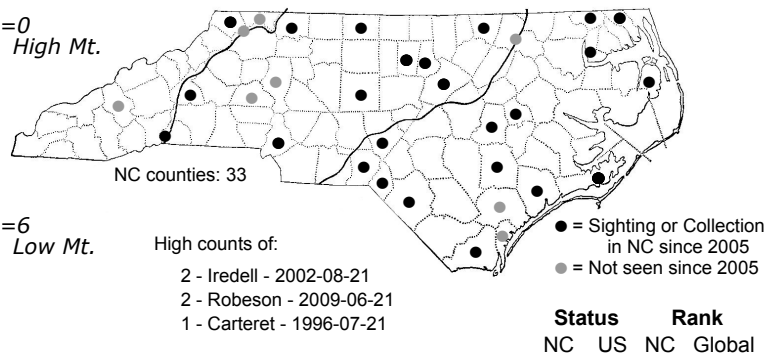 =0
High Mt.
NC counties: 33
=6
Low Mt.
High counts of:
2 - Iredell - 2002-08-21
2 - Robeson - 2009-06-21
1 - Carteret - 1996-07-21
= Sighting or Collection
in NC since 2005
= Not seen since 2005
Status Rank
NC US NC Global